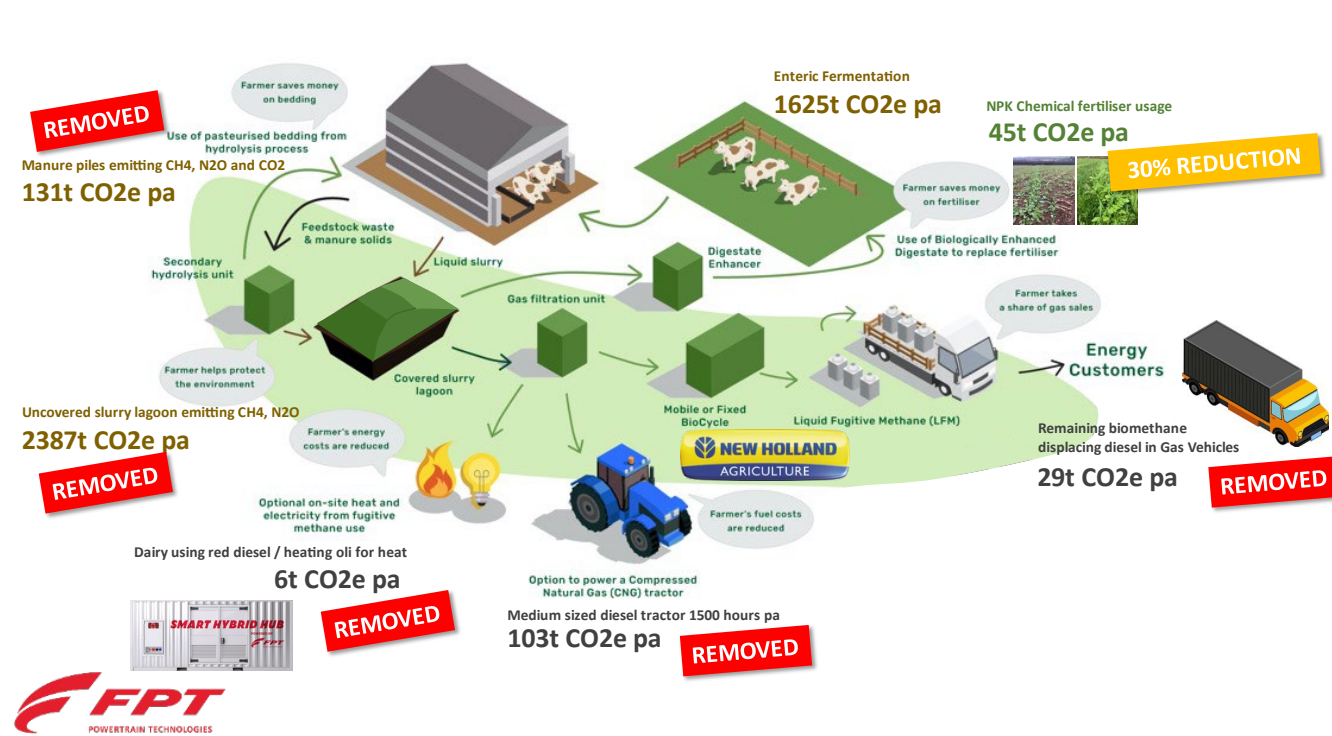 REMOVED
Manure piles emitting CH4, N2O and CO2
131t CO2e pa
Farmer saves money
on bedding
Use of pasteurised bedding from
hydrolysis process
Enteric Fermentation
1625t CO2e pa
NPK Chemical fertiliser usage
45t CO2e pa
30% REDUCTION
Farmer saves money
on fertiliser
Use of Biologically Enhanced
Digestate to replace fertiliser
Feedstock waste
& manure solids
Secondary
hydrolysis unit
Liquid slurry
Digestate
Enhancer
Gas filtration unit
Farmer takes
a share of gas sales
Energy
Customers
Farmer helps protect
the environment
Covered slurry
lagoon
Mobile or Fixed
BioCycle
Liquid Fugitive Methane (LFM)
Uncovered slurry lagoon emitting CH4, N2O
2387t CO2e pa
REMOVED
Farmer's energy
costs are reduced
NEW HOLLAND
AGRICULTURE
Remaining biomethane
displacing diesel in Gas Vehicles
29t CO2e pa
REMOVED
Optional on-site heat and
electricity from fugitive
methane use
Farmer's fuel costs
are reduced
Dairy using red diesel / heating oli for heat
6t CO2e pa
REMOVED
Option to power a Compressed
Natural Gas (CNG) tractor
Medium sized diesel tractor 1500 hours pa
103t CO2e pa
REMOVED
SMART HYBRID HUB
FPT
FPT
POWERTRAIN TECHNOLOGIES